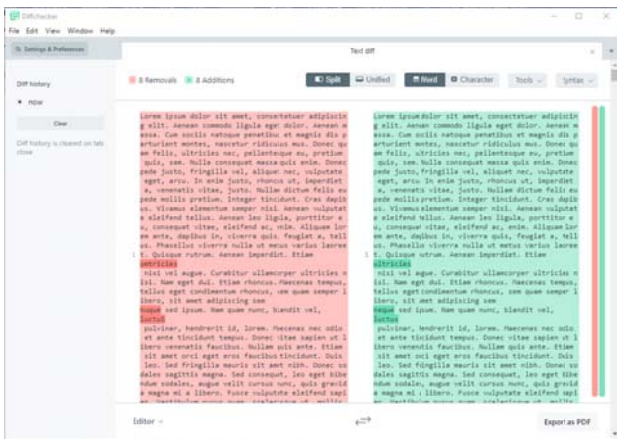 Diffchecker
File Edit View Window Help
Settings & Preferences
Text diff
8 Removals 8 Additions Split Unified Word Character Tools Syntax
Diff history
now
Clear
Diff history is cleared on tab
close
Lorem ipsum dolor sit amet, consectetuer adipiscin
g elit. Aenean commodo ligula eget dolor. Aenean m
assa. Cum sociis natoque penatibus et magnis dis p
arturient montes, nascetur ridiculus mus. Donec qu
am felis, ultricies nec, pellentesque eu, pretium
quis, sem. Nulla consequat massa quis enim. Donec
pede justo, fringilla vel, aliquet nec, vulputate
eget, arcu. In enim justo, rhoncus ut, imperdiet
a, venenatis vitae, justo. Nullam dictum felis eu
pede mollis pretium. Integer tincidunt. Cras dapib
us. Vivamus elementum semper nisi. Aenean vulputat
e eleifend tellus. Aenean leo ligula, porttitor e
u, consequat vitae, eleifend ac, enim. Aliquam lor
em ante, dapibus in, viverra quis, feugiat a, tell
us. Phasellus viverra nulla ut metus varius laoree
1 t. Quisque rutrum. Aenean imperdiet. Etiam
nisi vel augue. Curabitur ullamcorper ultricies n
isi. Nam eget dui. Etiam rhoncus. Maecenas tempus,
tellus eget condimentum rhoncus, sem quam semper l
ibero, sit amet adipiscing sem
neque sed ipsum. Nam quam nunc, blandit vel,
luctus
pulvinar, hendrerit id, lorem. Maecenas nec odio
et ante tincidunt tempus. Donec vitae sapien ut l
ibero venenatis faucibus. Nullam quis ante. Etiam
sit amet orci eget eros faucibus tincidunt. Duis
leo. Sed fringilla mauris sit amet nibh. Donec so
dales sagittis magna. Sed consequat, leo eget bibe
ndum sodales, augue velit cursus nunc, quis gravid
a magna mi a libero. Fusce vulputate eleifend sapi
Lorem ipsum dolor sit amet, consectetuer adipiscin
g elit. Aenean commodo ligula eget dolor. Aenean m
assa. Cum sociis natoque penatibus et magnis dis p
arturient montes, nascetur ridiculus mus. Donec qu
am felis, ultricies nec, pellentesque eu, pretium
quis, sem. Nulla consequat massa quis enim. Donec
pede justo, fringilla vel, aliquet nec, vulputate
eget, arcu. In enim justo, rhoncus ut, imperdiet
a, venenatis vitae, justo. Nullam dictum felis eu
pede mollis pretium. Integer tincidunt. Cras dapib
us. Vivamus elementum semper nisi. Aenean vulputat
e eleifend tellus. Aenean leo ligula, porttitor e
u, consequat vitae, eleifend ac, enim. Aliquam lor
em ante, dapibus in, viverra quis, feugiat a, tell
us. Phasellus viverra nulla ut metus varius laoree
1 t. Quisque rutrum. Aenean imperdiet. Etiam
ultricies
nisi vel augue. Curabitur ullamcorper ultricies n
isi. Nam eget dui. Etiam rhoncus. Maecenas tempus,
tellus eget condimentum rhoncus, sem quam semper l
ibero, sit amet adipiscing sem
neque sed ipsum. Nam quam nunc, blandit vel,
luctus
pulvinar, hendrerit id, lorem. Maecenas nec odio
et ante tincidunt tempus. Donec vitae sapien ut l
ibero venenatis faucibus. Nullam quis ante. Etiam
sit amet orci eget eros faucibus tincidunt. Duis
leo. Sed fringilla mauris sit amet nibh. Donec so
dales sagittis magna. Sed consequat, leo eget bibe
ndum sodales, augue velit cursus nunc, quis gravid
a magna mi a libero. Fusce vulputate eleifend sapi
Editor
Export as PDF